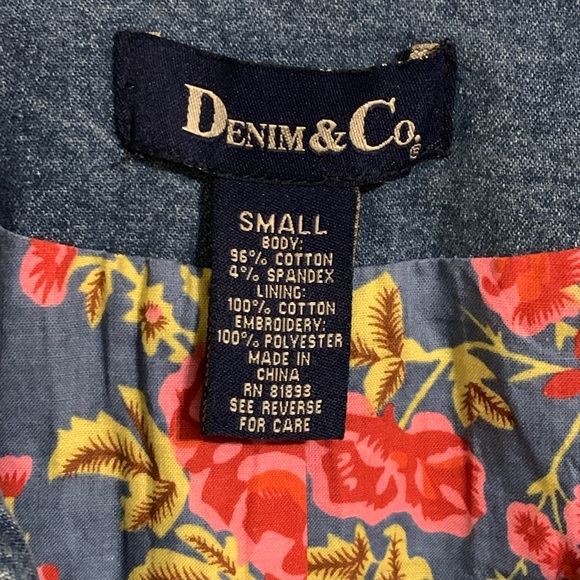 DENIM & CO.®
SMALL
BODY:
96% COTTON
4% SPANDEX
LINING:
100% COTTON
EMBROIDERY:
100% POLYESTER
MADE IN
CHINA
RN 81893
SEE REVERSE
FOR CARE